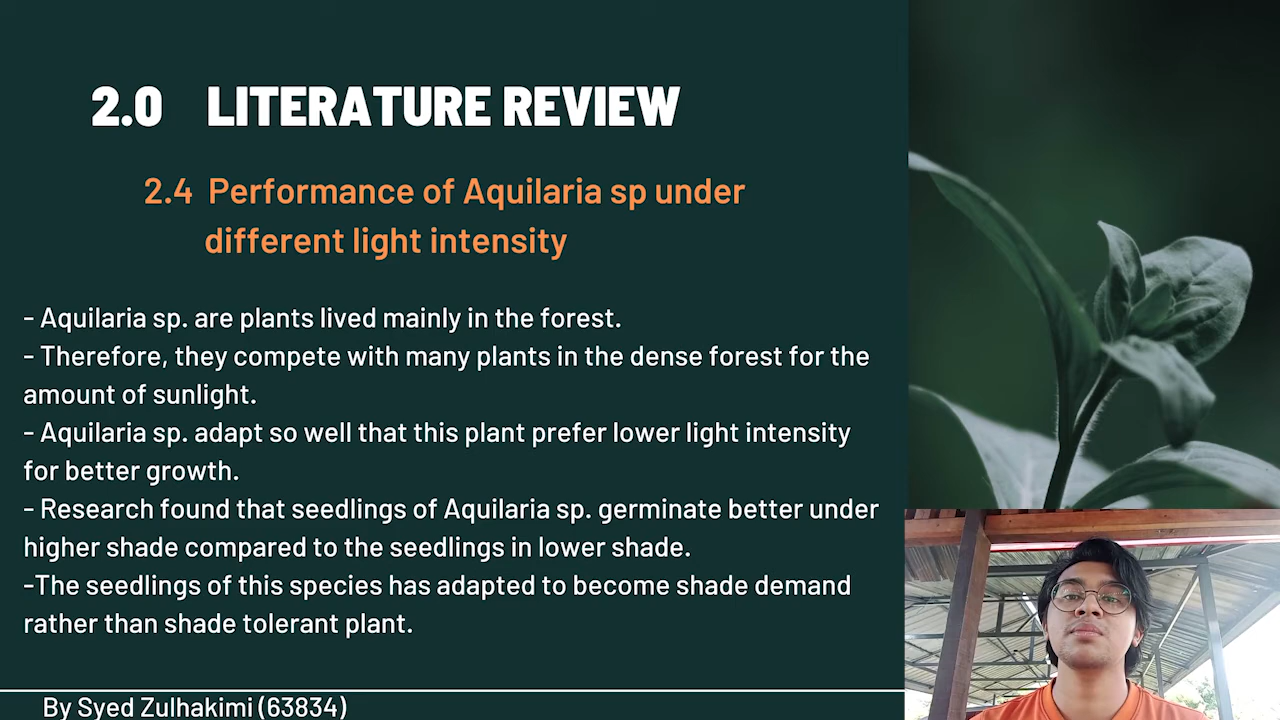 2.0 LITERATURE REVIEW
2.4 Performance of Aquilaria sp under
different light intensity
- Aquilaria sp. are plants lived mainly in the forest.
- Therefore, they compete with many plants in the dense forest for the
amount of sunlight.
- Aquilaria sp. adapt so well that this plant prefer lower light intensity
for better growth.
- Research found that seedlings of Aquilaria sp. germinate better under
higher shade compared to the seedlings in lower shade.
-The seedlings of this species has adapted to become shade demand
rather than shade tolerant plant.
By Syed Zulhakimi (63834)